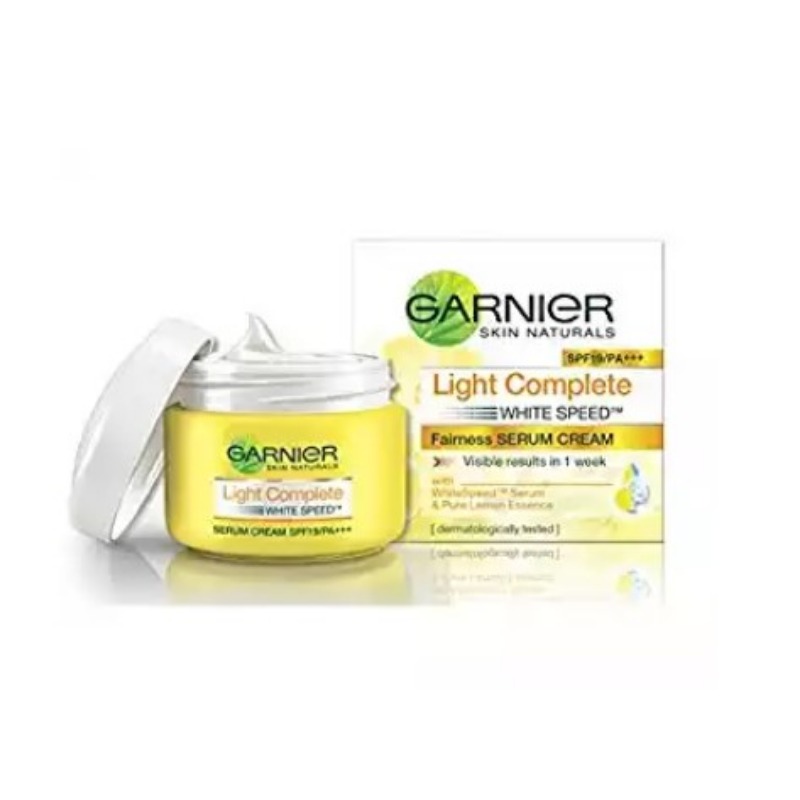 GARNIER
SKIN NATURALS
SPF19/PA+++
Light Complete
WHITE SPEED™
Fairness SERUM CREAM
Visible results in 1 week
with
WhiteSpeed™ Serum
& Pure Lemon Essence
[ dermatologically tested ]
GARNIER
SKIN NATURALS
Light Complete
WHITE SPEED™
SERUM CREAM SPF19/PA+++